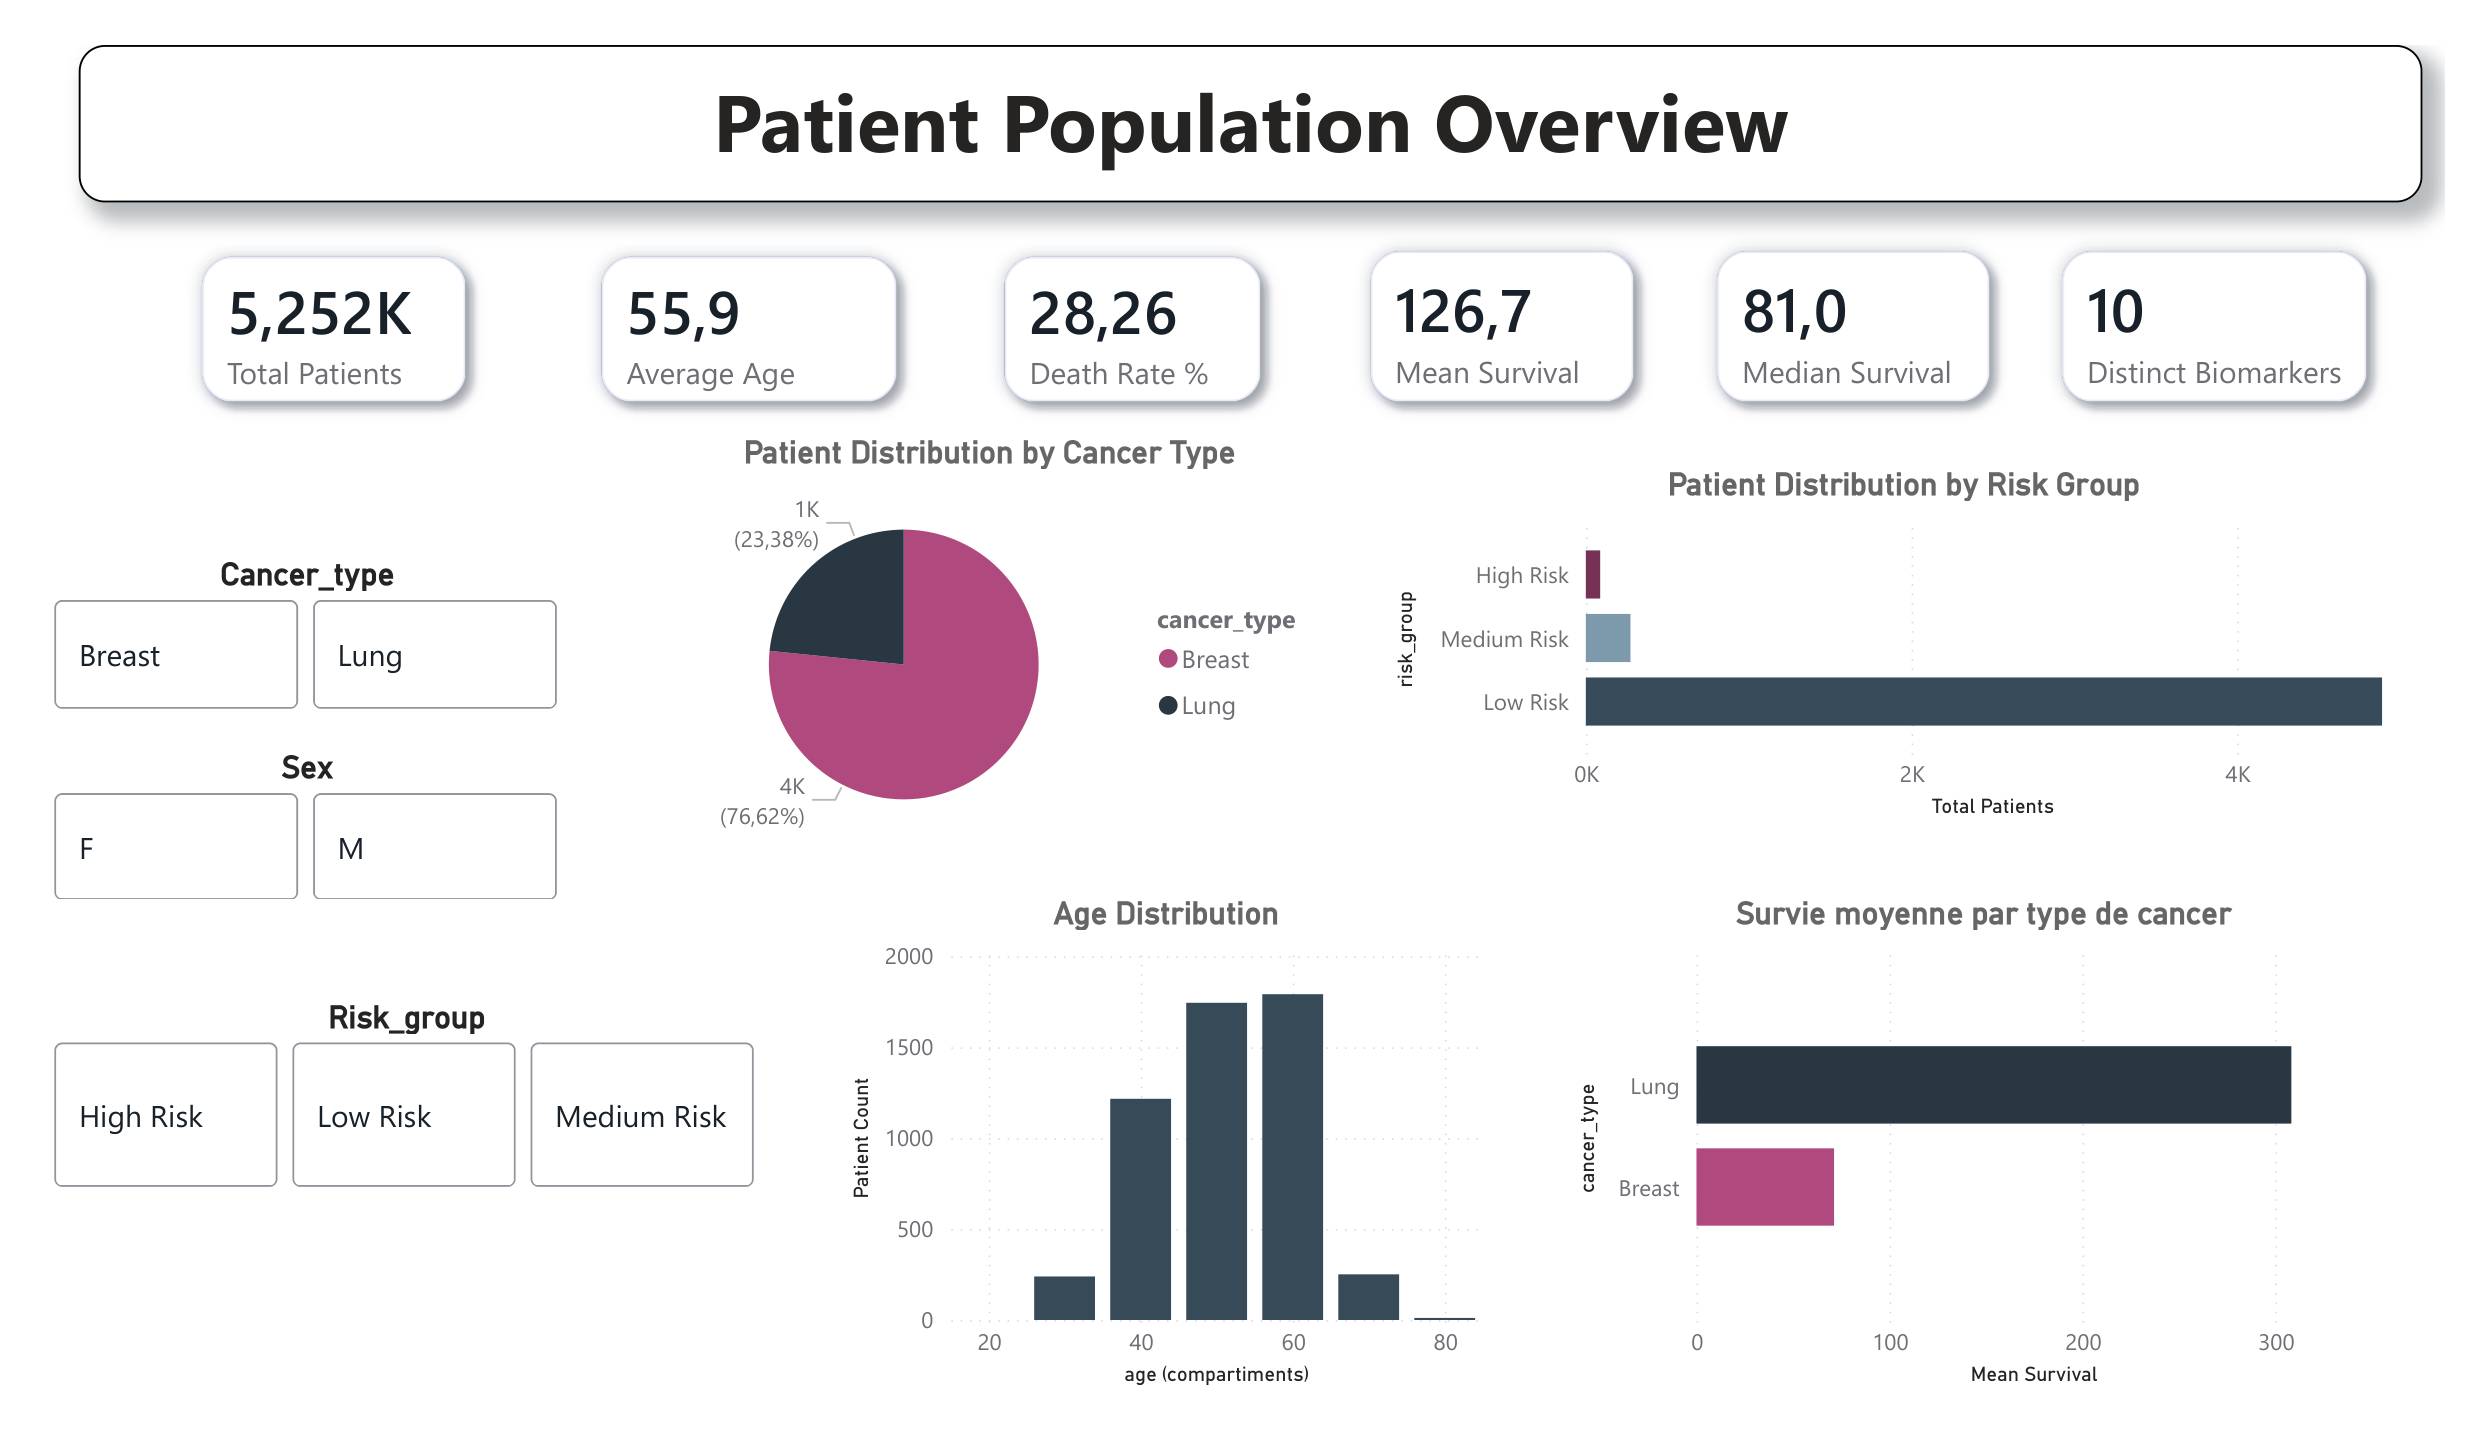 Patient Population Overview
5,252K
Total Patients
55,9
Average Age
28,26
Death Rate %
126,7
Mean Survival
81,0
Median Survival
10
Distinct Biomarkers
Cancer_type
Breast
Lung
Sex
F
M
Risk_group
High Risk
Low Risk
Medium Risk
Patient Distribution by Cancer Type
1K
(23,38%)
4K
(76,62%)
cancer_type
Breast
Lung
Patient Distribution by Risk Group
risk_group
High Risk
Medium Risk
Low Risk
0K
2K
4K
Total Patients
Age Distribution
Patient Count
2000
1500
1000
500
0
20
40
60
80
age (compartiments)
Survie moyenne par type de cancer
cancer_type
Lung
Breast
0
100
200
300
Mean Survival